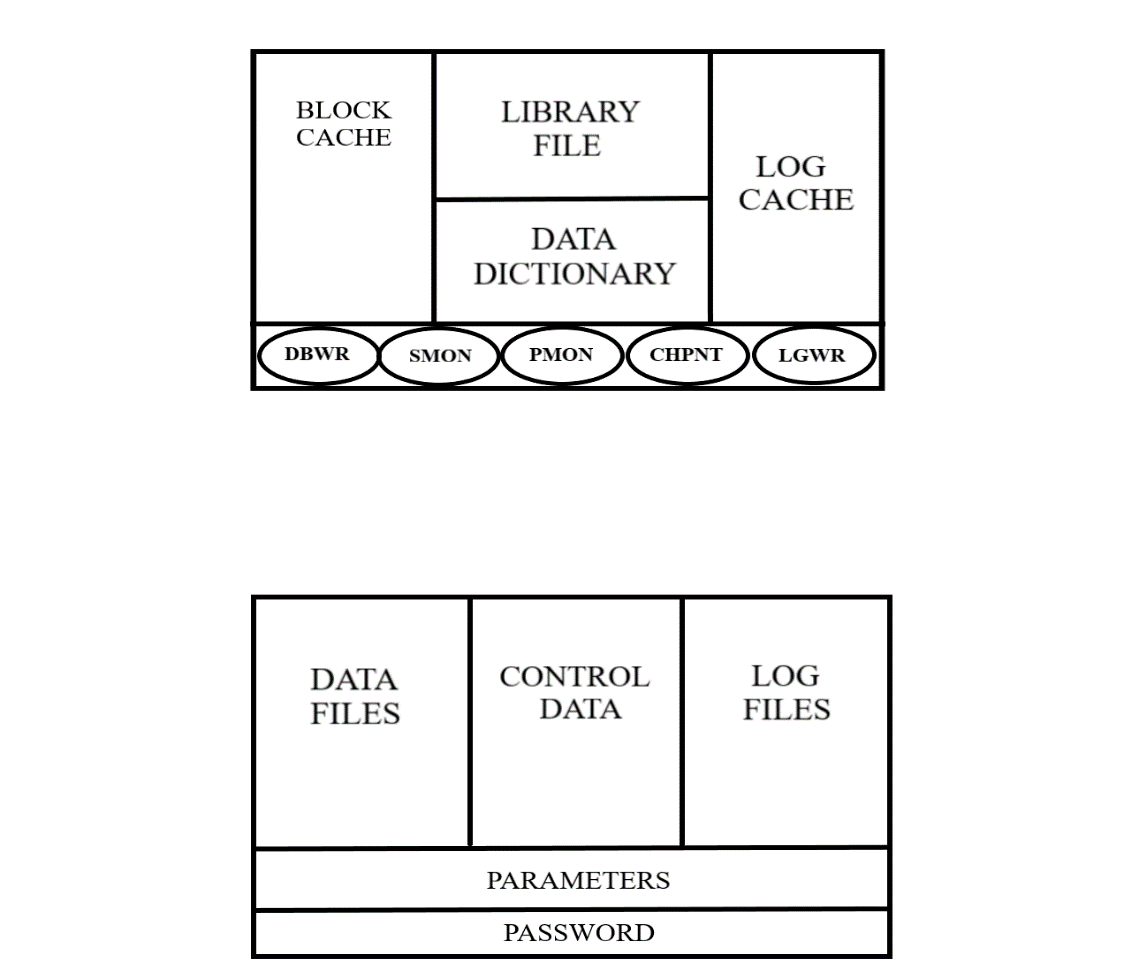 BLOCK
CACHE
LIBRARY
FILE
LOG
CACHE
DATA
DICTIONARY
DBWR
SMON
PMON
CHPNT
LGWR
DATA
FILES
CONTROL
DATA
LOG
FILES
PARAMETERS
PASSWORD